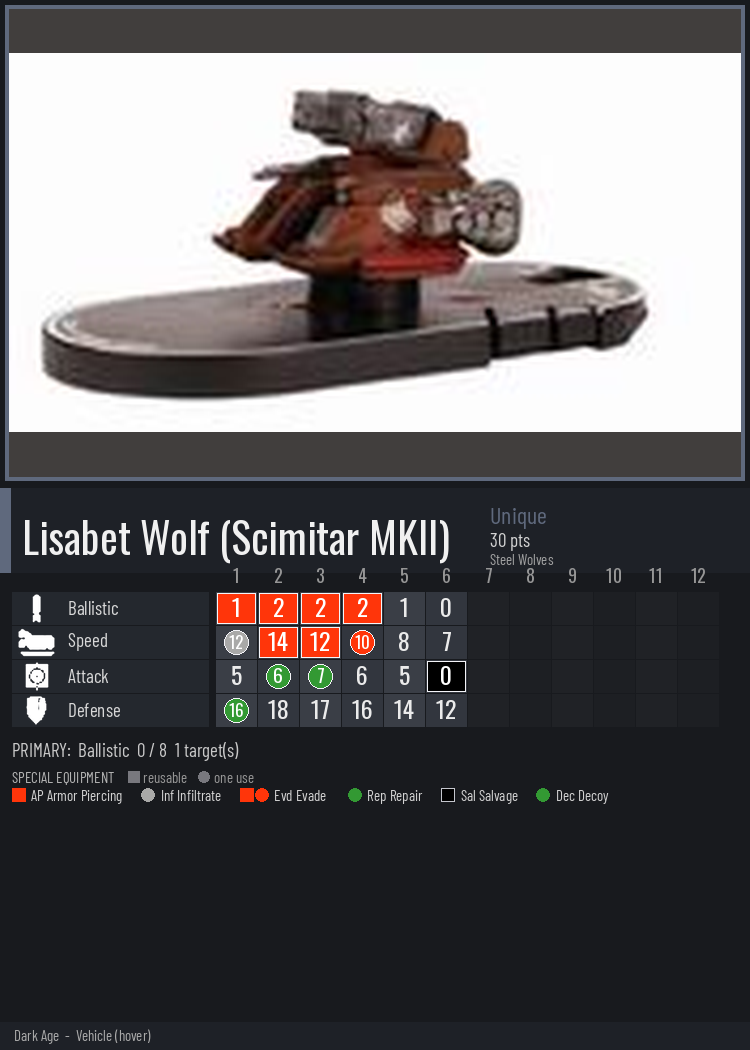 Lisabet Wolf (Scimitar MKII)
Unique
30 pts
Steel Wolves
1 2 3 4 5 6 7 8 9 10 11 12
Ballistic 1 2 2 2 1 0
Speed 12 14 12 10 8 7
Attack 5 6 7 6 5 0
Defense 16 18 17 16 14 12
PRIMARY: Ballistic 0 / 8 1 target(s)
SPECIAL EQUIPMENT reusable one use
AP Armor Piercing Inf Infiltrate Evd Evade Rep Repair Sal Salvage Dec Decoy
Dark Age - Vehicle (hover)